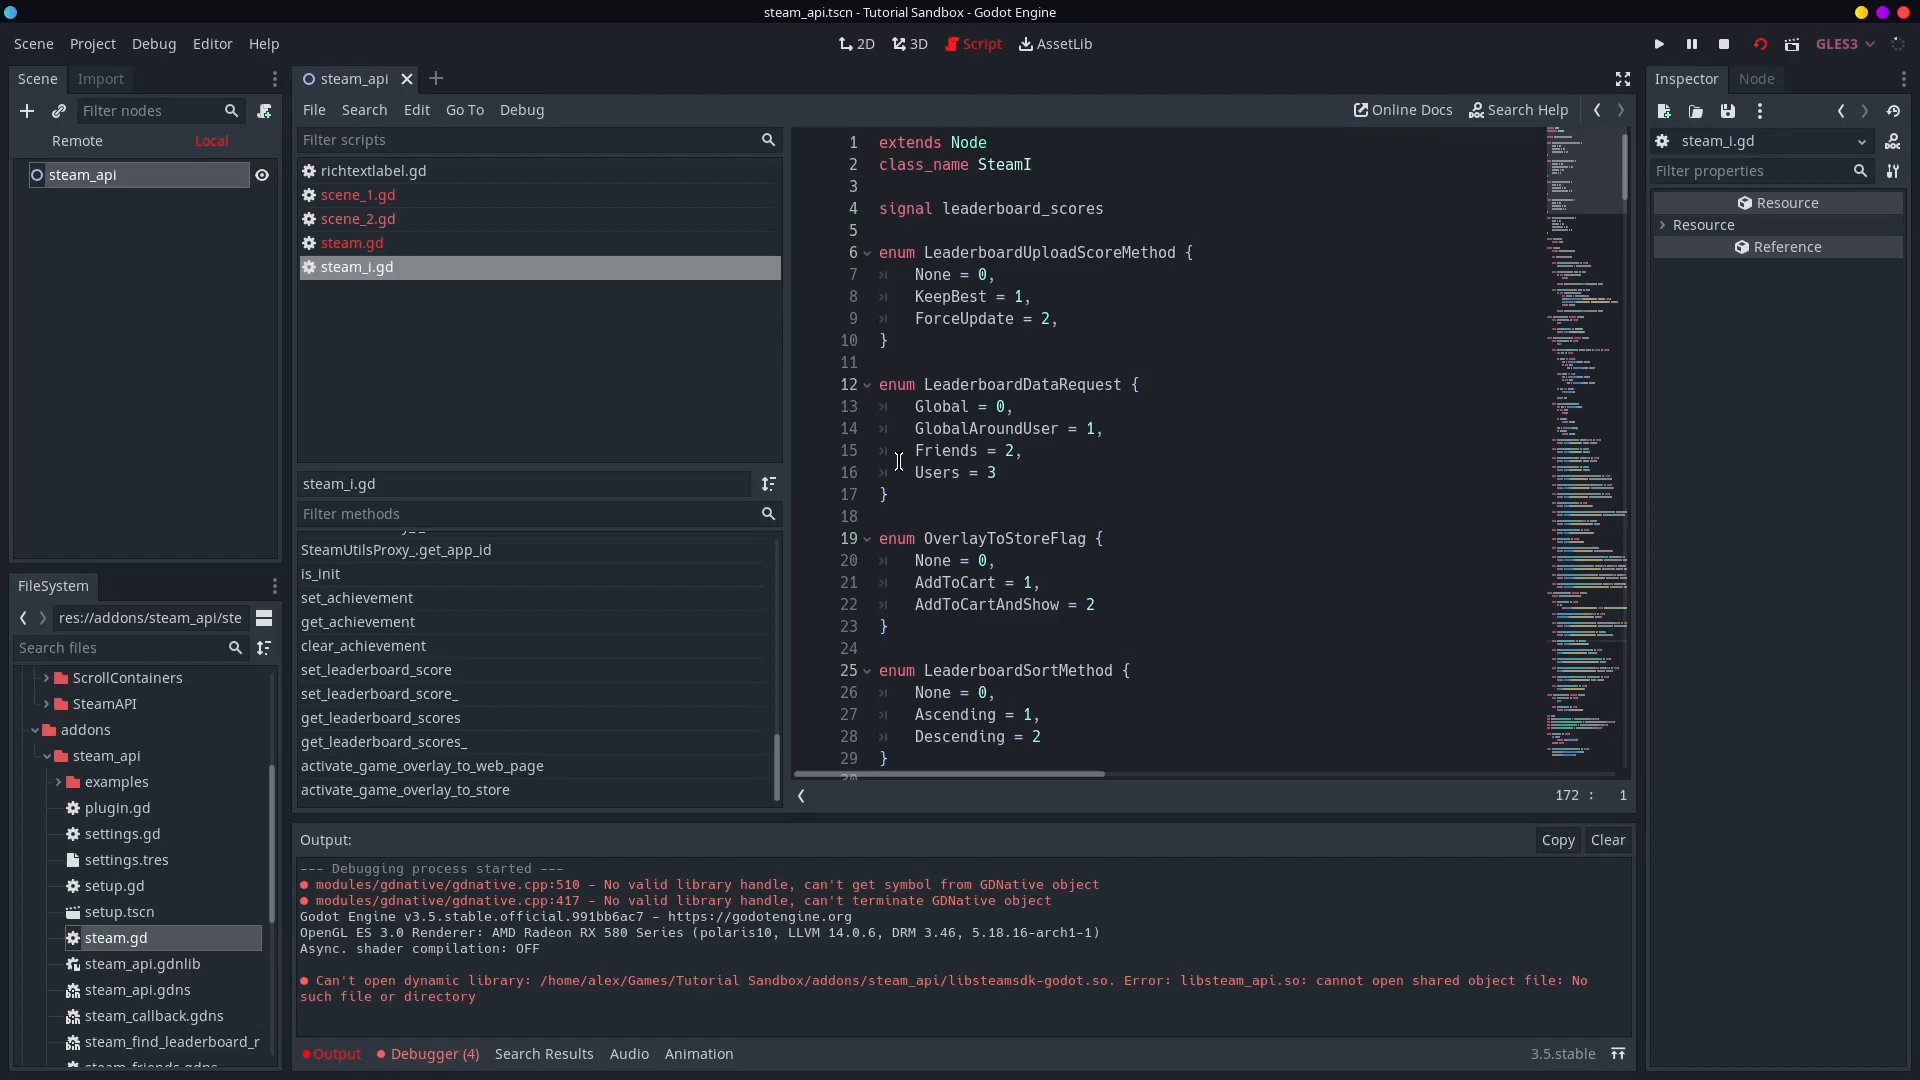 steam_api.tscn - Tutorial Sandbox - Godot Engine
Scene Project Debug Editor Help
2D 3D Script AssetLib
GLES3
Scene Import
Filter nodes
Remote Local
steam_api
steam_api
File Search Edit Go To Debug
Online Docs Search Help
Filter scripts
richtextlabel.gd
scene_1.gd
scene_2.gd
steam.gd
steam_i.gd
steam_i.gd
Filter methods
SteamUtilsProxy_.get_app_id
is_init
set_achievement
get_achievement
clear_achievement
set_leaderboard_score
set_leaderboard_score_
get_leaderboard_scores
get_leaderboard_scores_
activate_game_overlay_to_web_page
activate_game_overlay_to_store
1 extends Node
2 class_name SteamI
3
4 signal leaderboard_scores
5
6 enum LeaderboardUploadScoreMethod {
7 None = 0,
8 KeepBest = 1,
9 ForceUpdate = 2,
10 }
11
12 enum LeaderboardDataRequest {
13 Global = 0,
14 GlobalAroundUser = 1,
15 Friends = 2,
16 Users = 3
17 }
18
19 enum OverlayToStoreFlag {
20 None = 0,
21 AddToCart = 1,
22 AddToCartAndShow = 2
23 }
24
25 enum LeaderboardSortMethod {
26 None = 0,
27 Ascending = 1,
28 Descending = 2
29 }
30
172 : 1
Inspector Node
steam_i.gd
Filter properties
Resource
Resource
Reference
FileSystem
res://addons/steam_api/ste
Search files
ScrollContainers
SteamAPI
addons
steam_api
examples
plugin.gd
settings.gd
settings.tres
setup.gd
setup.tscn
steam.gd
steam_api.gdnlib
steam_api.gdns
steam_callback.gdns
steam_find_leaderboard_r
steam_friends.gdns
Output: Copy Clear
--- Debugging process started ---
modules/gdnative/gdnative.cpp:510 - No valid library handle, can't get symbol from GDNative object
modules/gdnative/gdnative.cpp:417 - No valid library handle, can't terminate GDNative object
Godot Engine v3.5.stable.official.991bb6ac7 - https://godotengine.org
OpenGL ES 3.0 Renderer: AMD Radeon RX 580 Series (polaris10, LLVM 14.0.6, DRM 3.46, 5.18.16-arch1-1)
Async. shader compilation: OFF
Can't open dynamic library: /home/alex/Games/Tutorial Sandbox/addons/steam_api/libsteamsdk-godot.so. Error: libsteam_api.so: cannot open shared object file: No
such file or directory
Output Debugger (4) Search Results Audio Animation
3.5.stable